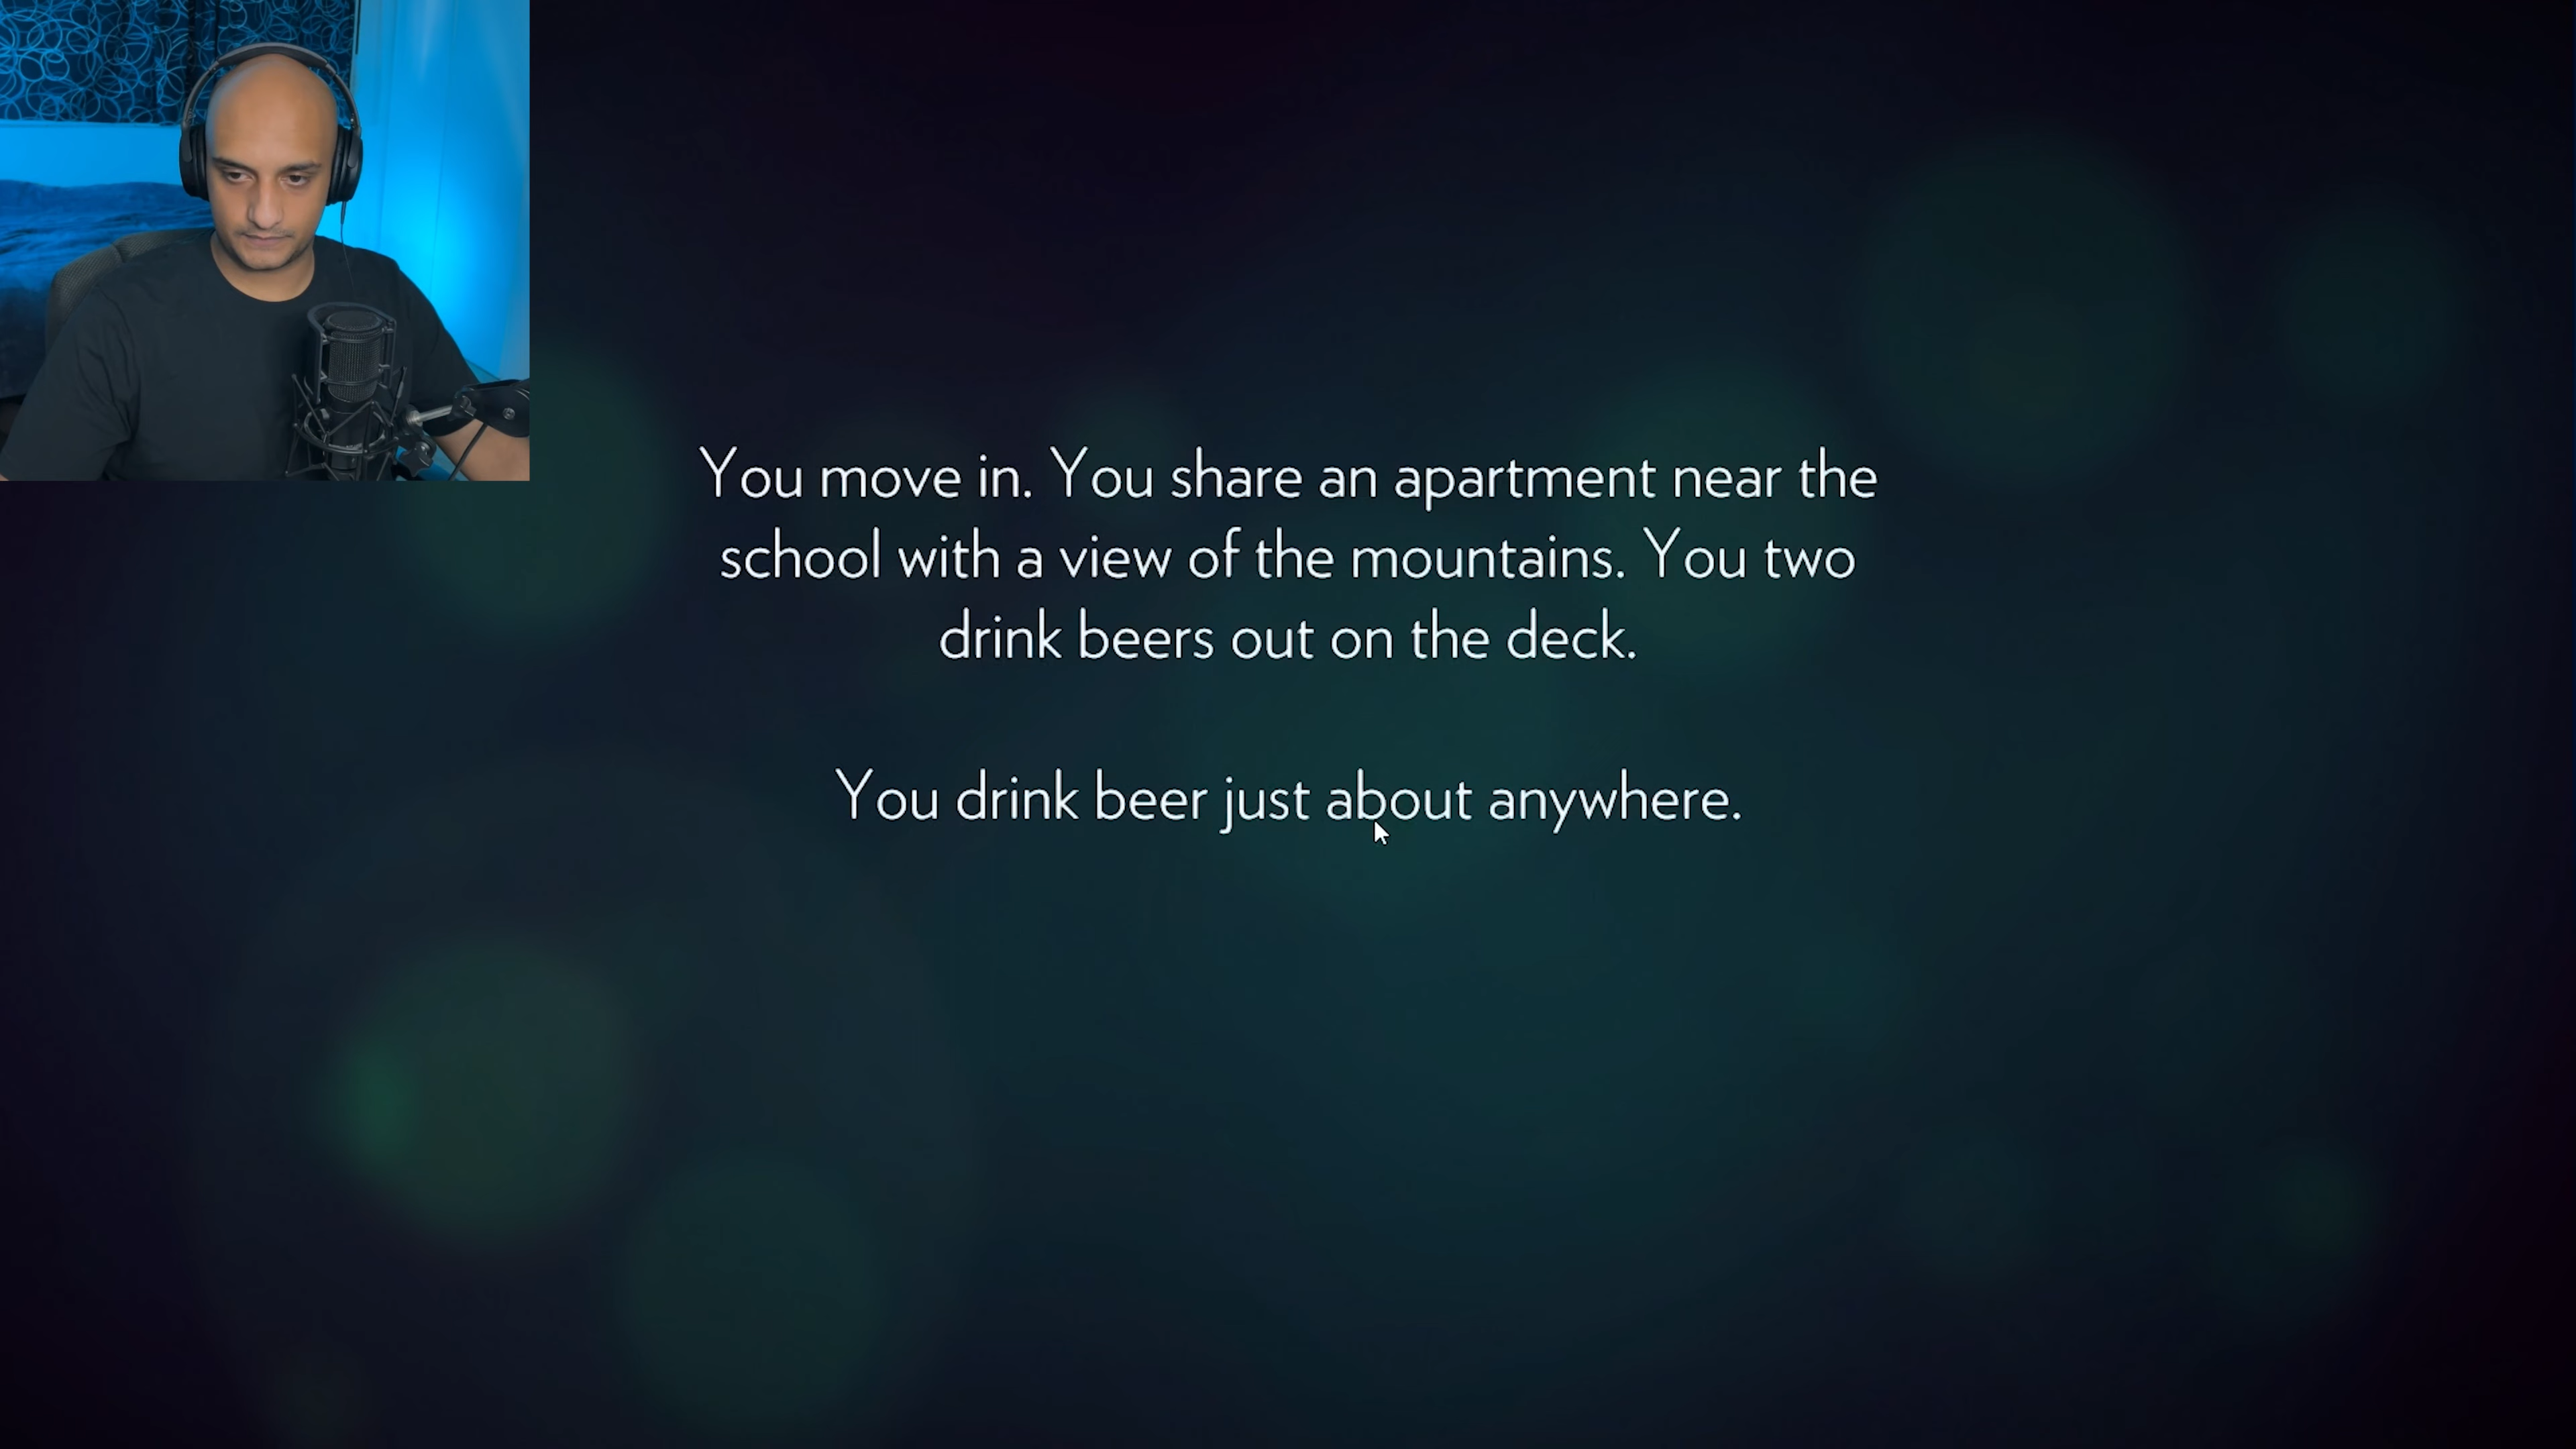 You move in. You share an apartment near the
school with a view of the mountains. You two
drink beers out on the deck.
You drink beer just about anywhere.